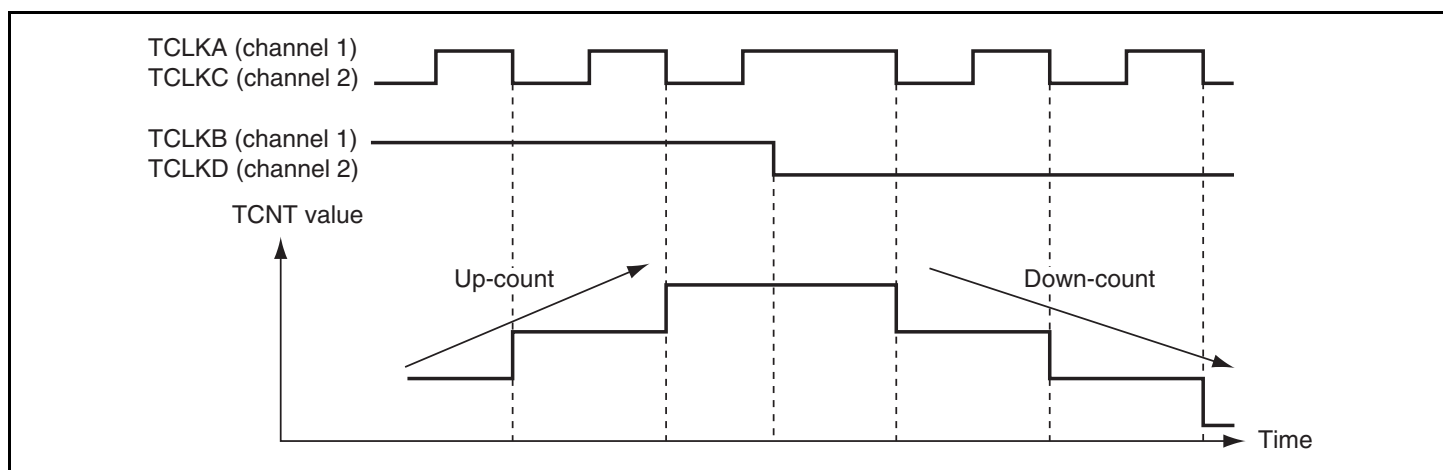 TCLKA (channel 1)
TCLKC (channel 2)
TCLKB (channel 1)
TCLKD (channel 2)
TCNT value
Up-count
Down-count
Time